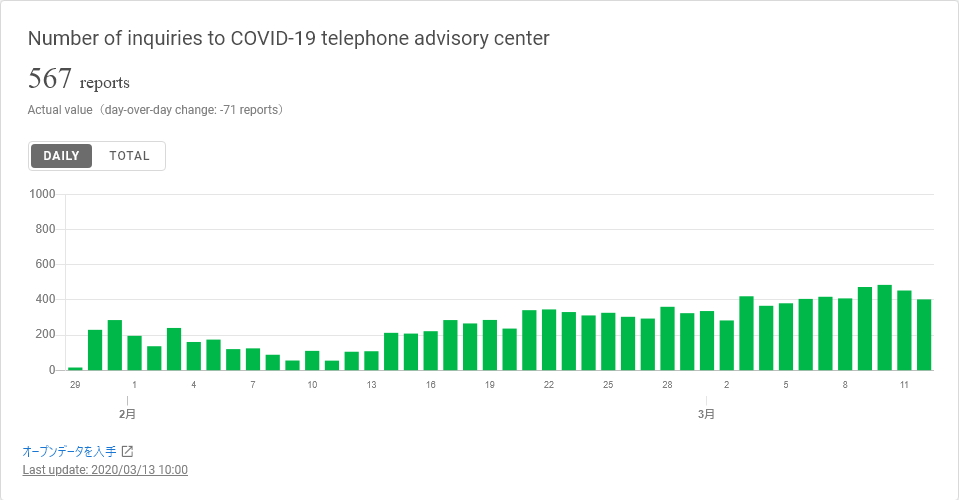 Number of inquiries to COVID-19 telephone advisory center
567 reports
Actual value（day-over-day change: -71 reports）
DAILY TOTAL
1000
800
600
400
200
0
29 1 4 7 10 13 16 19 22 25 28 2 5 8 11
2月 3月
オープンデータを入手
Last update: 2020/03/13 10:00